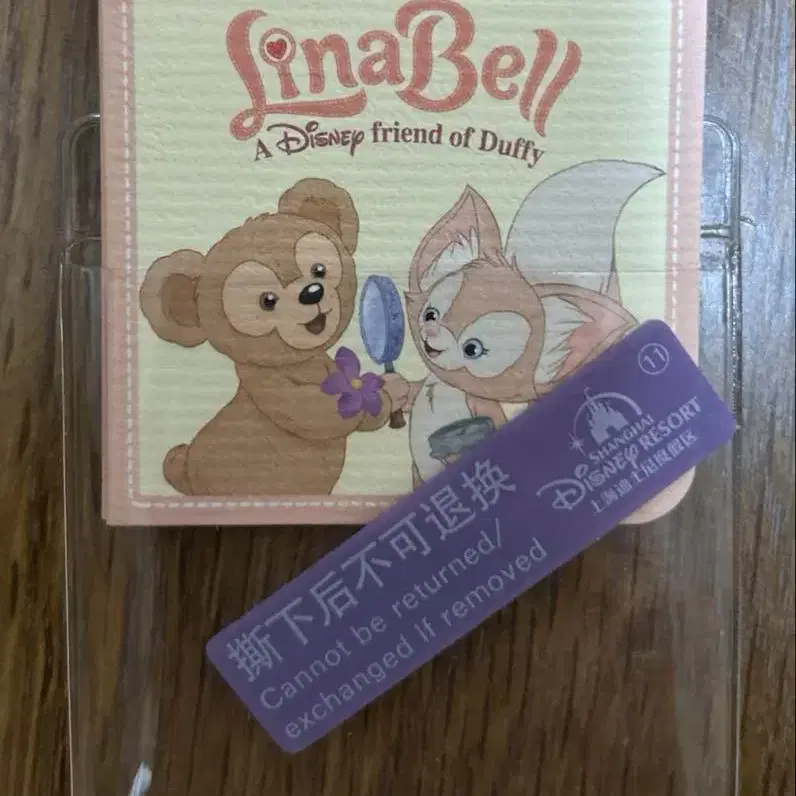 LinaBell
A Disney friend of Duffy
11
SHANGHAI
Disney RESORT
上海迪士尼度假区
撕下后不可退换
Cannot be returned/
exchanged if removed